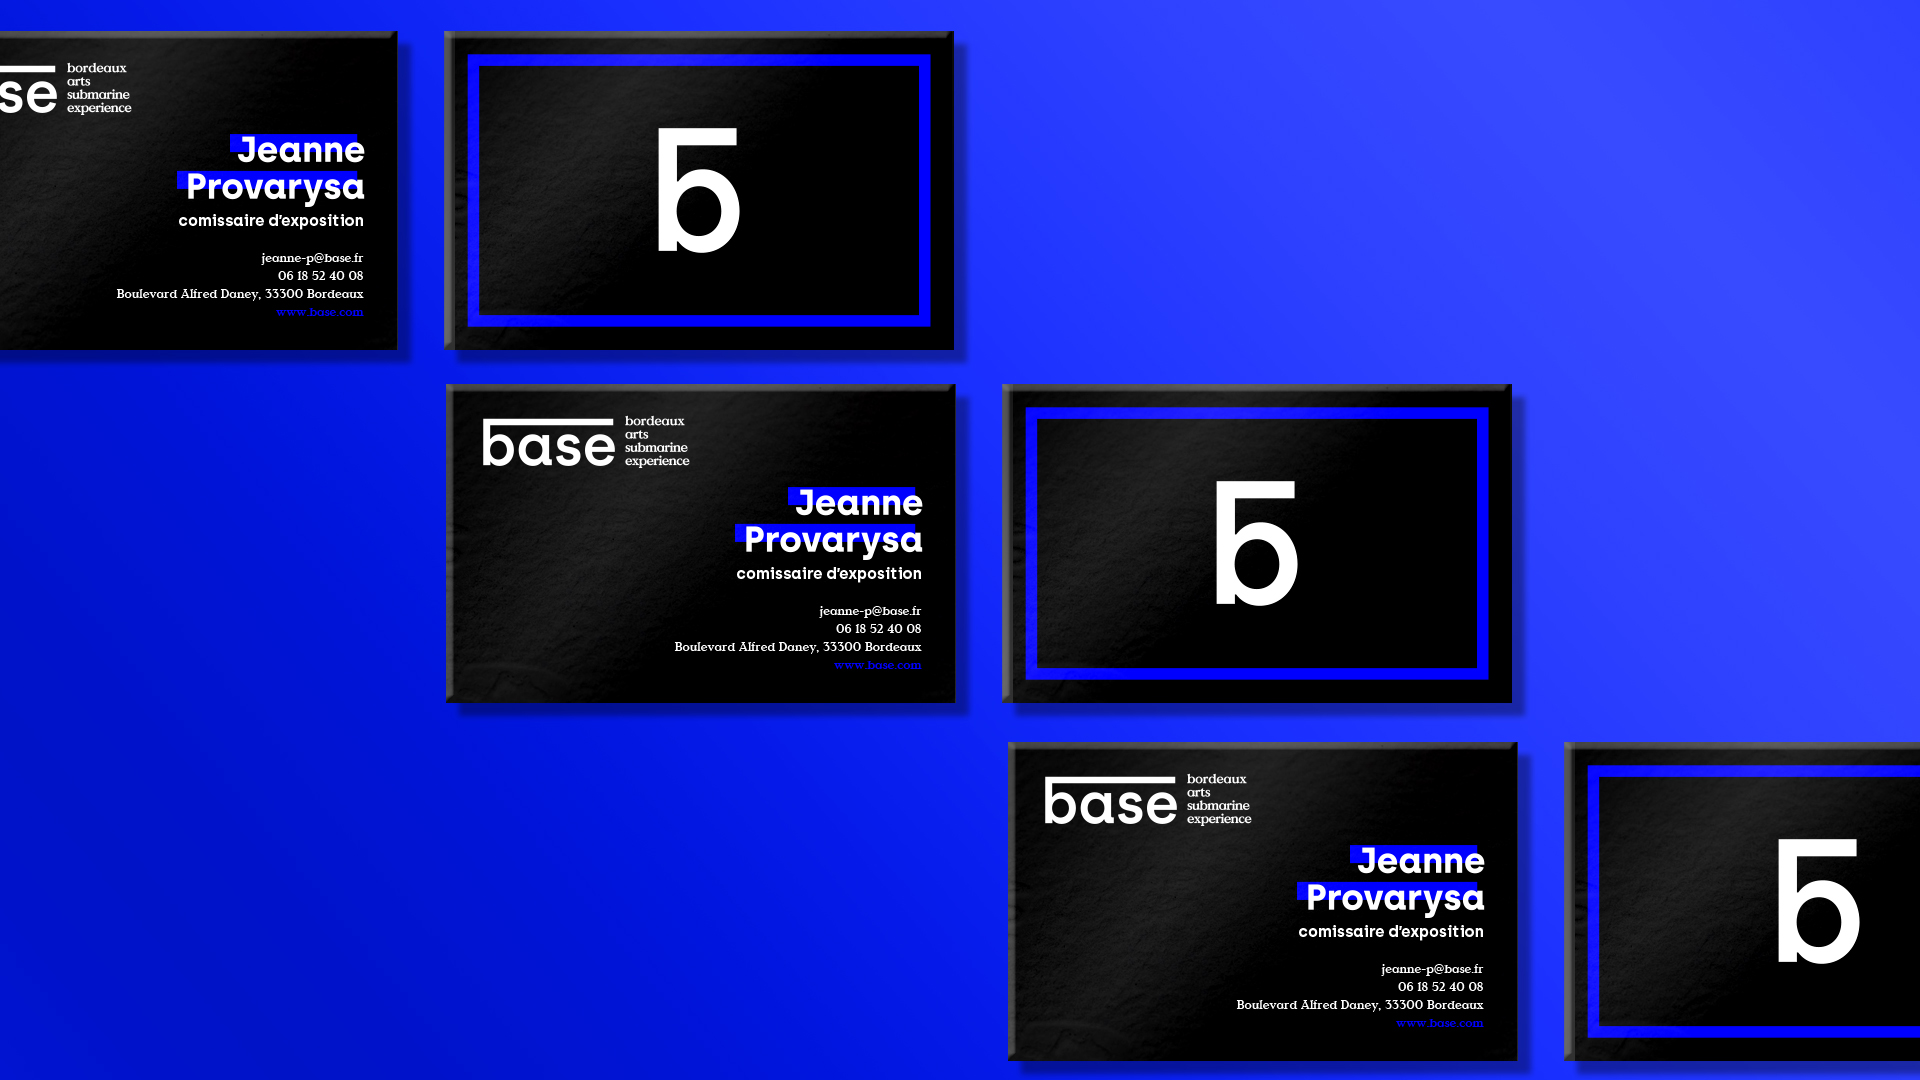 se
bordeaux
arts
submarine
experience
Jeanne
Provarysa
comissaire d'exposition
jeanne-p@base.fr
06 18 52 40 08
Boulevard Alfred Daney, 33300 Bordeaux
www.base.com
b
base
bordeaux
arts
submarine
experience
Jeanne
Provarysa
comissaire d'exposition
jeanne-p@base.fr
06 18 52 40 08
Boulevard Alfred Daney, 33300 Bordeaux
www.base.com
b
base
bordeaux
arts
submarine
experience
Jeanne
Provarysa
comissaire d'exposition
jeanne-p@base.fr
06 18 52 40 08
Boulevard Alfred Daney, 33300 Bordeaux
www.base.com
b